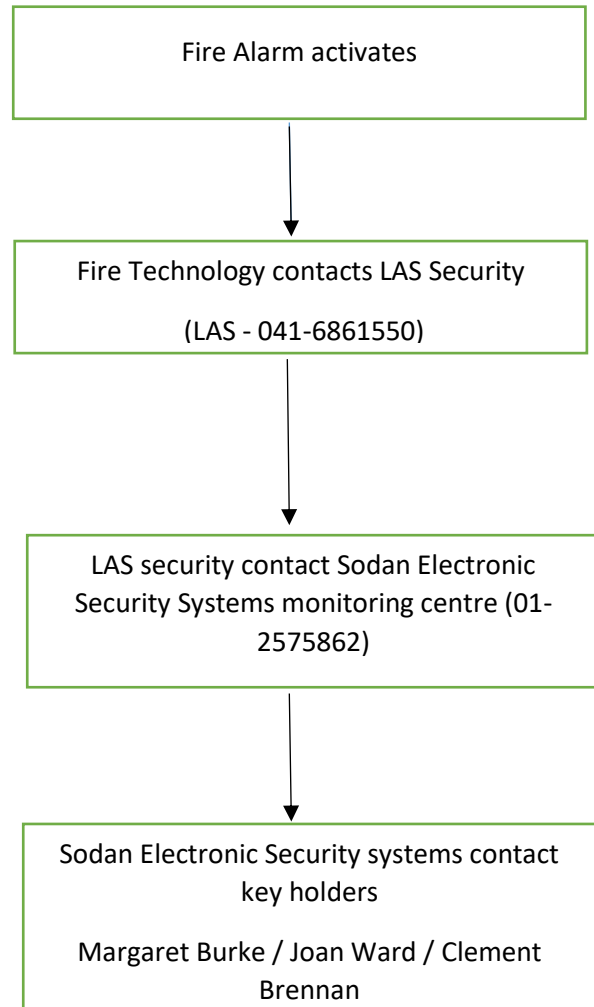 Fire Alarm activates
Fire Technology contacts LAS Security
(LAS - 041-6861550)
LAS security contact Sodan Electronic
Security Systems monitoring centre (01-
2575862)
Sodan Electronic Security systems contact
key holders
Margaret Burke / Joan Ward / Clement
Brennan